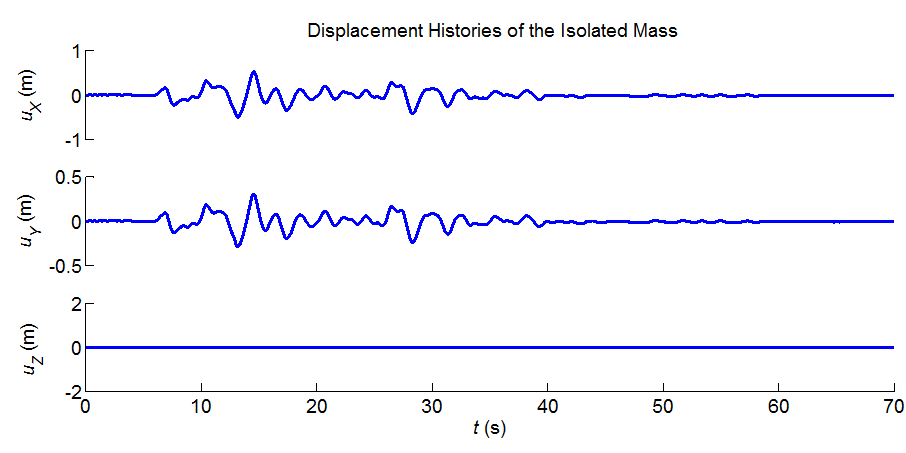 Displacement Histories of the Isolated Mass
1
0
-1
u_X (m)
0.5
0
-0.5
u_Y (m)
2
0
-2
u_Z (m)
0 10 20 30 40 50 60 70
t (s)